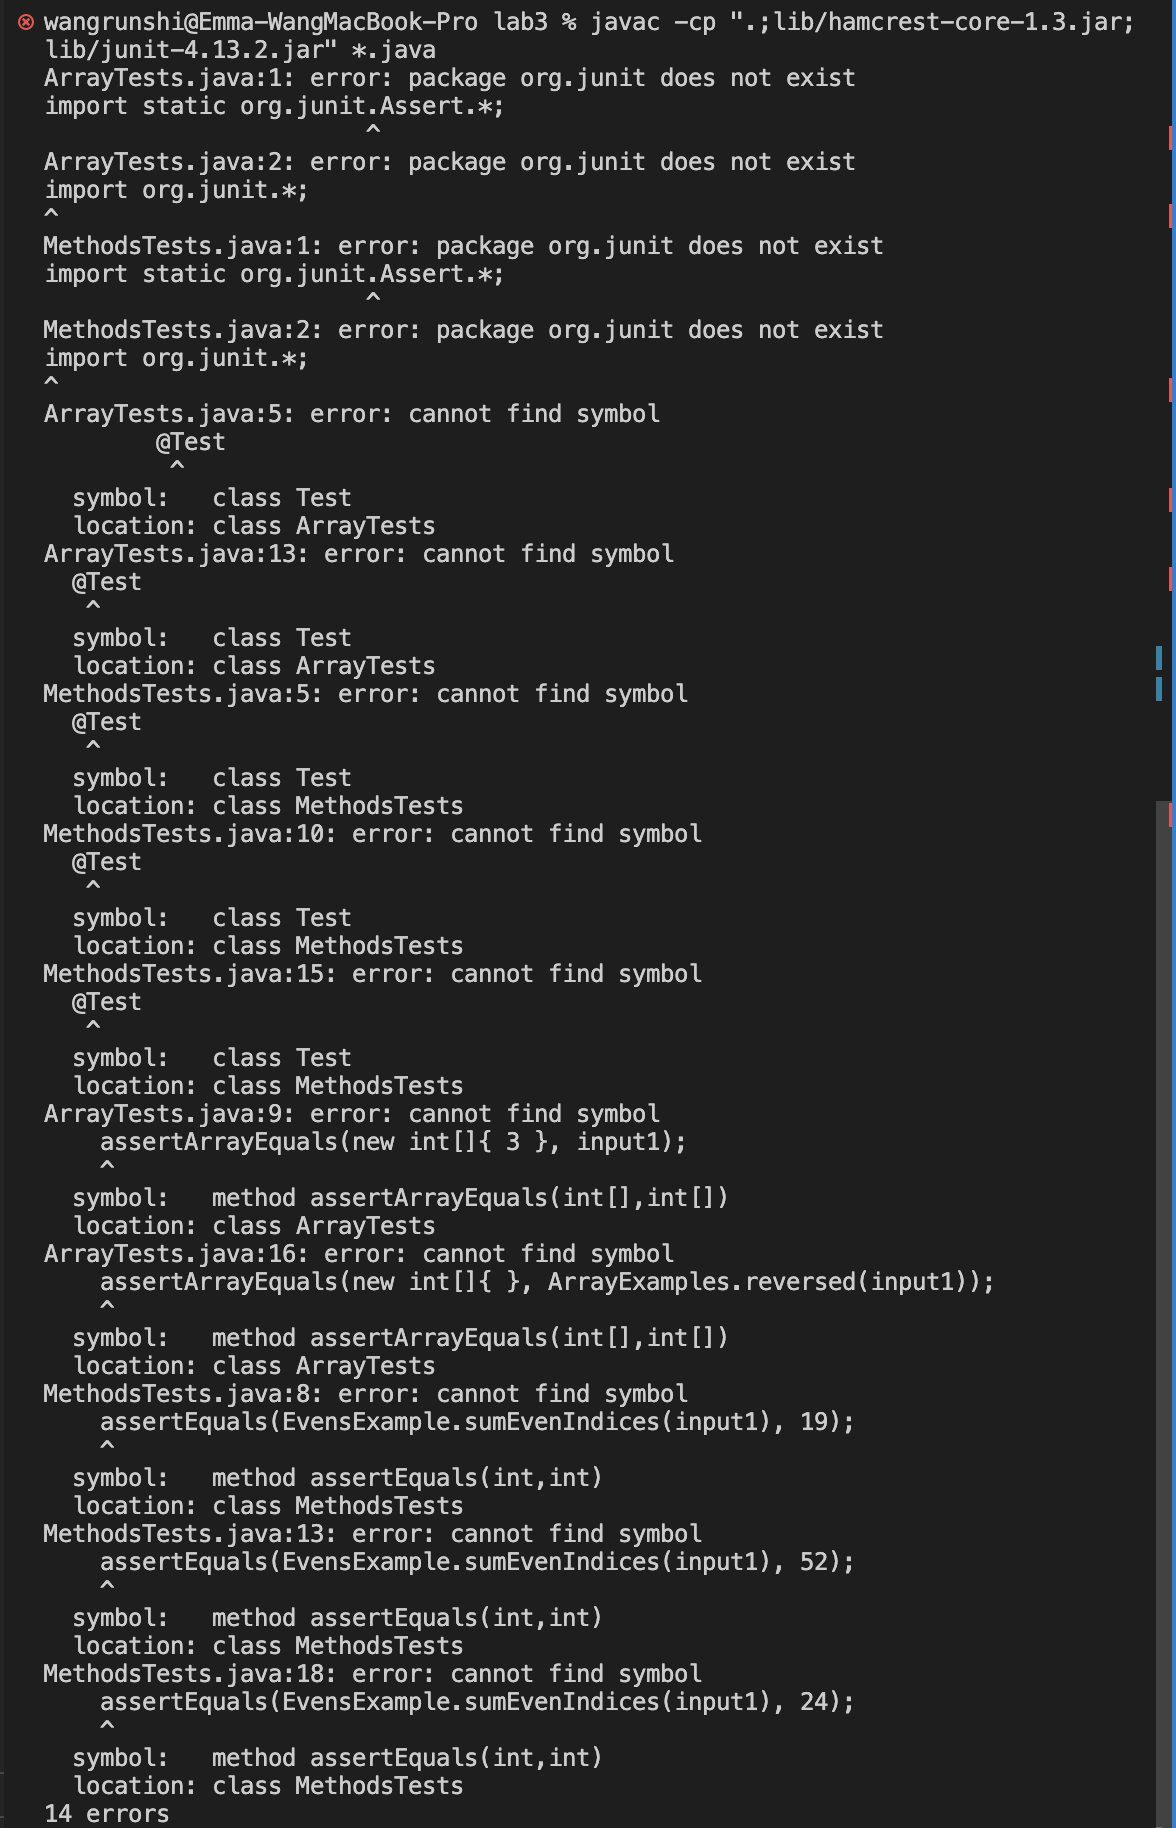 wangrunshi@Emma-WangMacBook-Pro lab3 % javac -cp ".;lib/hamcrest-core-1.3.jar;
lib/junit-4.13.2.jar" *.java
ArrayTests.java:1: error: package org.junit does not exist
import static org.junit.Assert.*;
                       ^
ArrayTests.java:2: error: package org.junit does not exist
import org.junit.*;
^
MethodsTests.java:1: error: package org.junit does not exist
import static org.junit.Assert.*;
                       ^
MethodsTests.java:2: error: package org.junit does not exist
import org.junit.*;
^
ArrayTests.java:5: error: cannot find symbol
        @Test
         ^
  symbol:   class Test
  location: class ArrayTests
ArrayTests.java:13: error: cannot find symbol
  @Test
   ^
  symbol:   class Test
  location: class ArrayTests
MethodsTests.java:5: error: cannot find symbol
  @Test
   ^
  symbol:   class Test
  location: class MethodsTests
MethodsTests.java:10: error: cannot find symbol
  @Test
   ^
  symbol:   class Test
  location: class MethodsTests
MethodsTests.java:15: error: cannot find symbol
  @Test
   ^
  symbol:   class Test
  location: class MethodsTests
ArrayTests.java:9: error: cannot find symbol
    assertArrayEquals(new int[]{ 3 }, input1);
    ^
  symbol:   method assertArrayEquals(int[],int[])
  location: class ArrayTests
ArrayTests.java:16: error: cannot find symbol
    assertArrayEquals(new int[]{ }, ArrayExamples.reversed(input1));
    ^
  symbol:   method assertArrayEquals(int[],int[])
  location: class ArrayTests
MethodsTests.java:8: error: cannot find symbol
    assertEquals(EvensExample.sumEvenIndices(input1), 19);
    ^
  symbol:   method assertEquals(int,int)
  location: class MethodsTests
MethodsTests.java:13: error: cannot find symbol
    assertEquals(EvensExample.sumEvenIndices(input1), 52);
    ^
  symbol:   method assertEquals(int,int)
  location: class MethodsTests
MethodsTests.java:18: error: cannot find symbol
    assertEquals(EvensExample.sumEvenIndices(input1), 24);
    ^
  symbol:   method assertEquals(int,int)
  location: class MethodsTests
14 errors